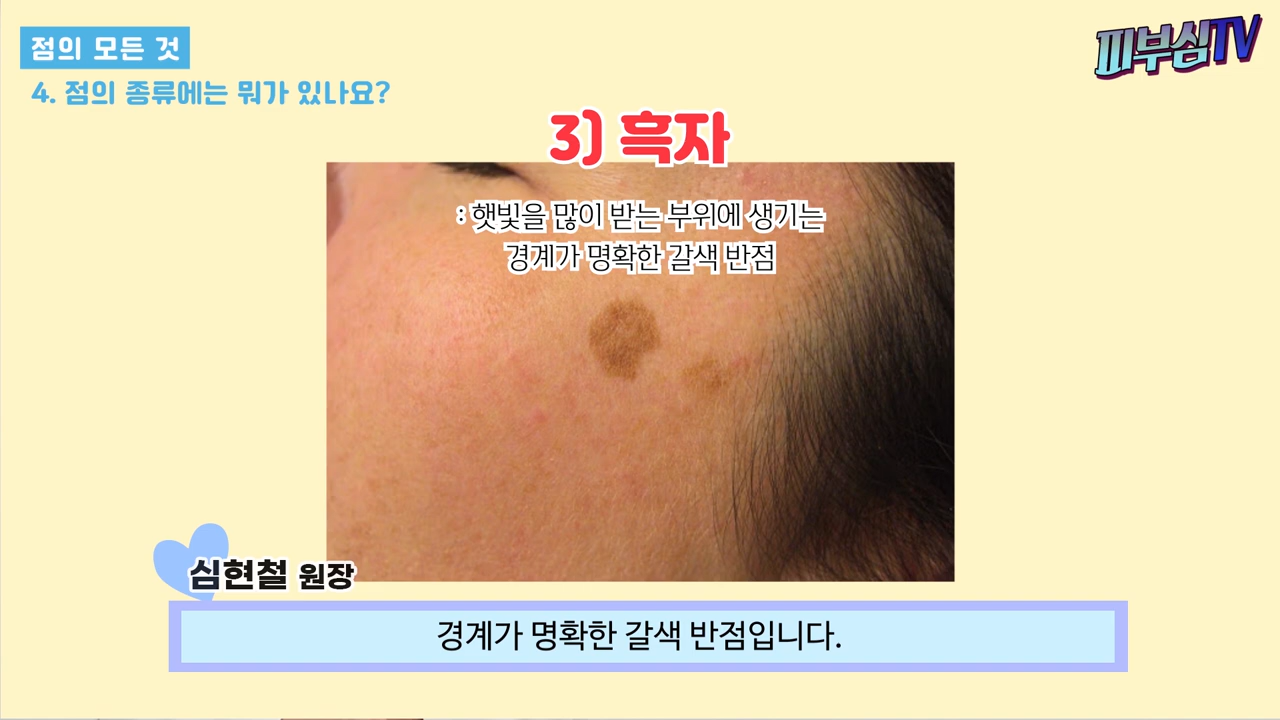 점의 모든 것
4. 점의 종류에는 뭐가 있나요?
피부심TV
3) 흑자
: 햇빛을 많이 받는 부위에 생기는
경계가 명확한 갈색 반점
심현철 원장
경계가 명확한 갈색 반점입니다.